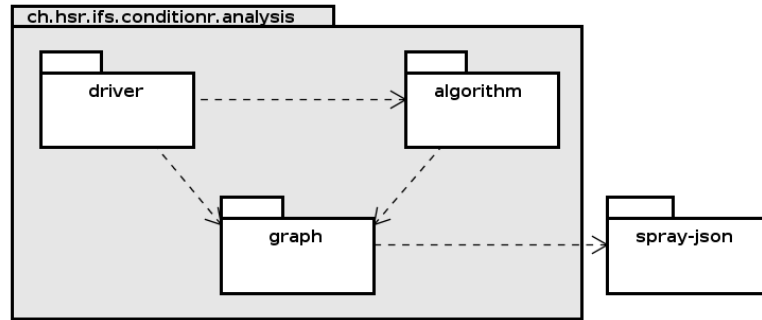 ch.hsr.ifs.conditionr.analysis
driver
algorithm
graph
spray-json